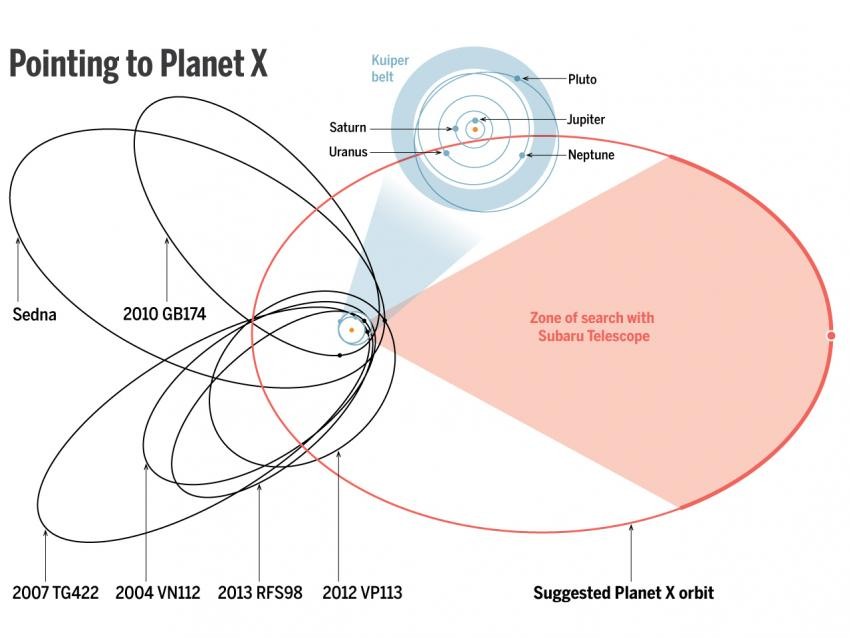 Pointing to Planet X
Kuiper
belt
Pluto
Saturn
Jupiter
Uranus
Neptune
Sedna
2010 GB174
Zone of search with
Subaru Telescope
2007 TG422
2004 VN112
2013 RFS98
2012 VP113
Suggested Planet X orbit